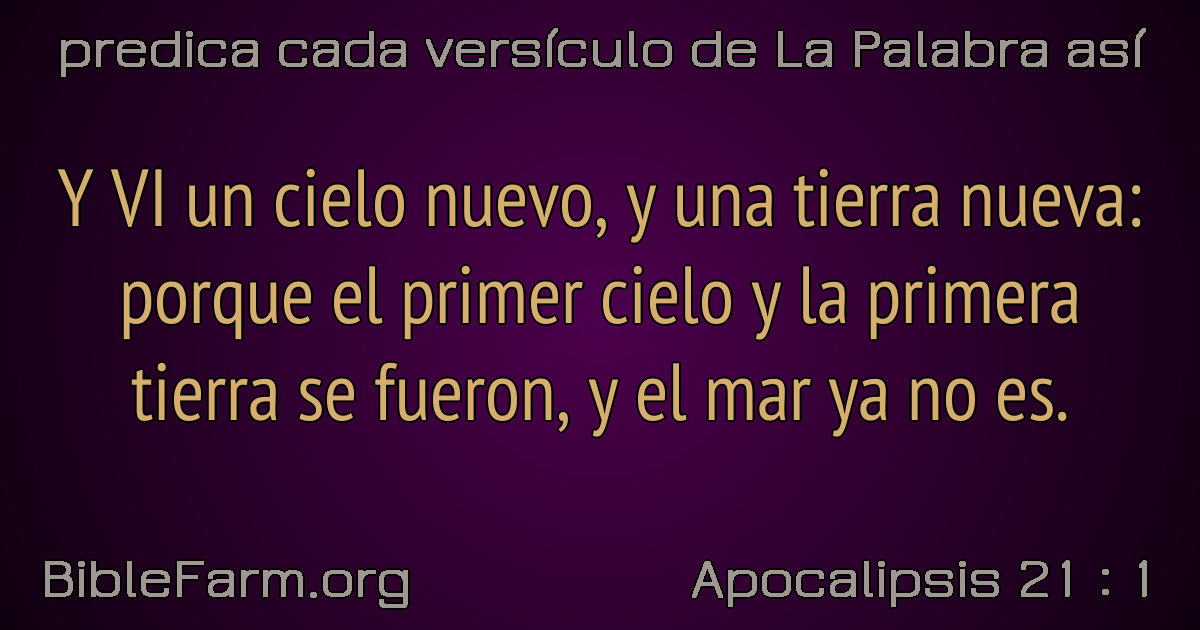 predica cada versículo de La Palabra así
Y VI un cielo nuevo, y una tierra nueva:
porque el primer cielo y la primera
tierra se fueron, y el mar ya no es.
BibleFarm.org
Apocalipsis 21 : 1